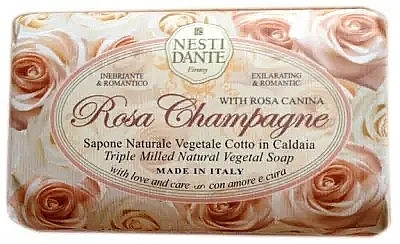 NESTI
DANTE
Firenze
INEBRIANTE
& ROMANTICO
EXILARATING
& ROMANTIC
WITH ROSA CANINA
Rosa Champagne
Sapone Naturale Vegetale Cotto in Caldaia
Triple Milled Natural Vegetal Soap
MADE IN ITALY
with love and care con amore e cura